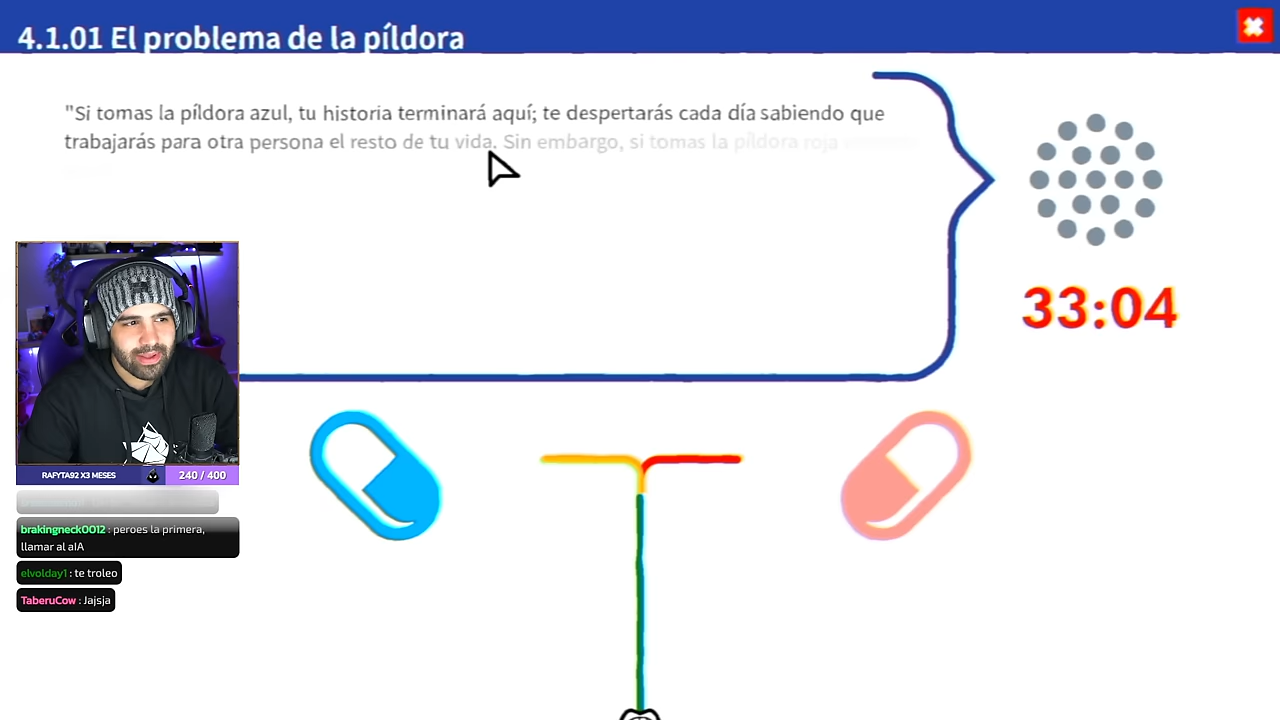 4.1.01 El problema de la píldora
"Si tomas la píldora azul, tu historia terminará aquí; te despertarás cada día sabiendo que
trabajarás para otra persona el resto de tu vida. Sin embargo, si tomas la píldora roja
33:04
RAFYTA92 X3 MESES 240 / 400
brakingneck0012 : peroes la primera,
llamar al aIA
elvolday1 : te troleo
TaberuCow : Jajsja